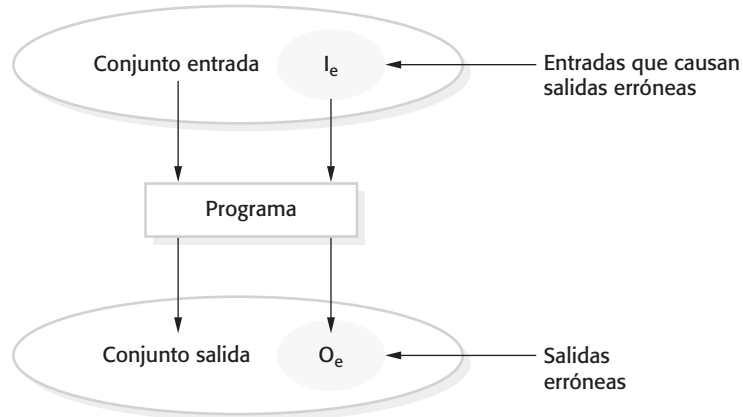 Conjunto entrada
Ie
Entradas que causan
salidas erróneas
Programa
Conjunto salida
Oe
Salidas
erróneas